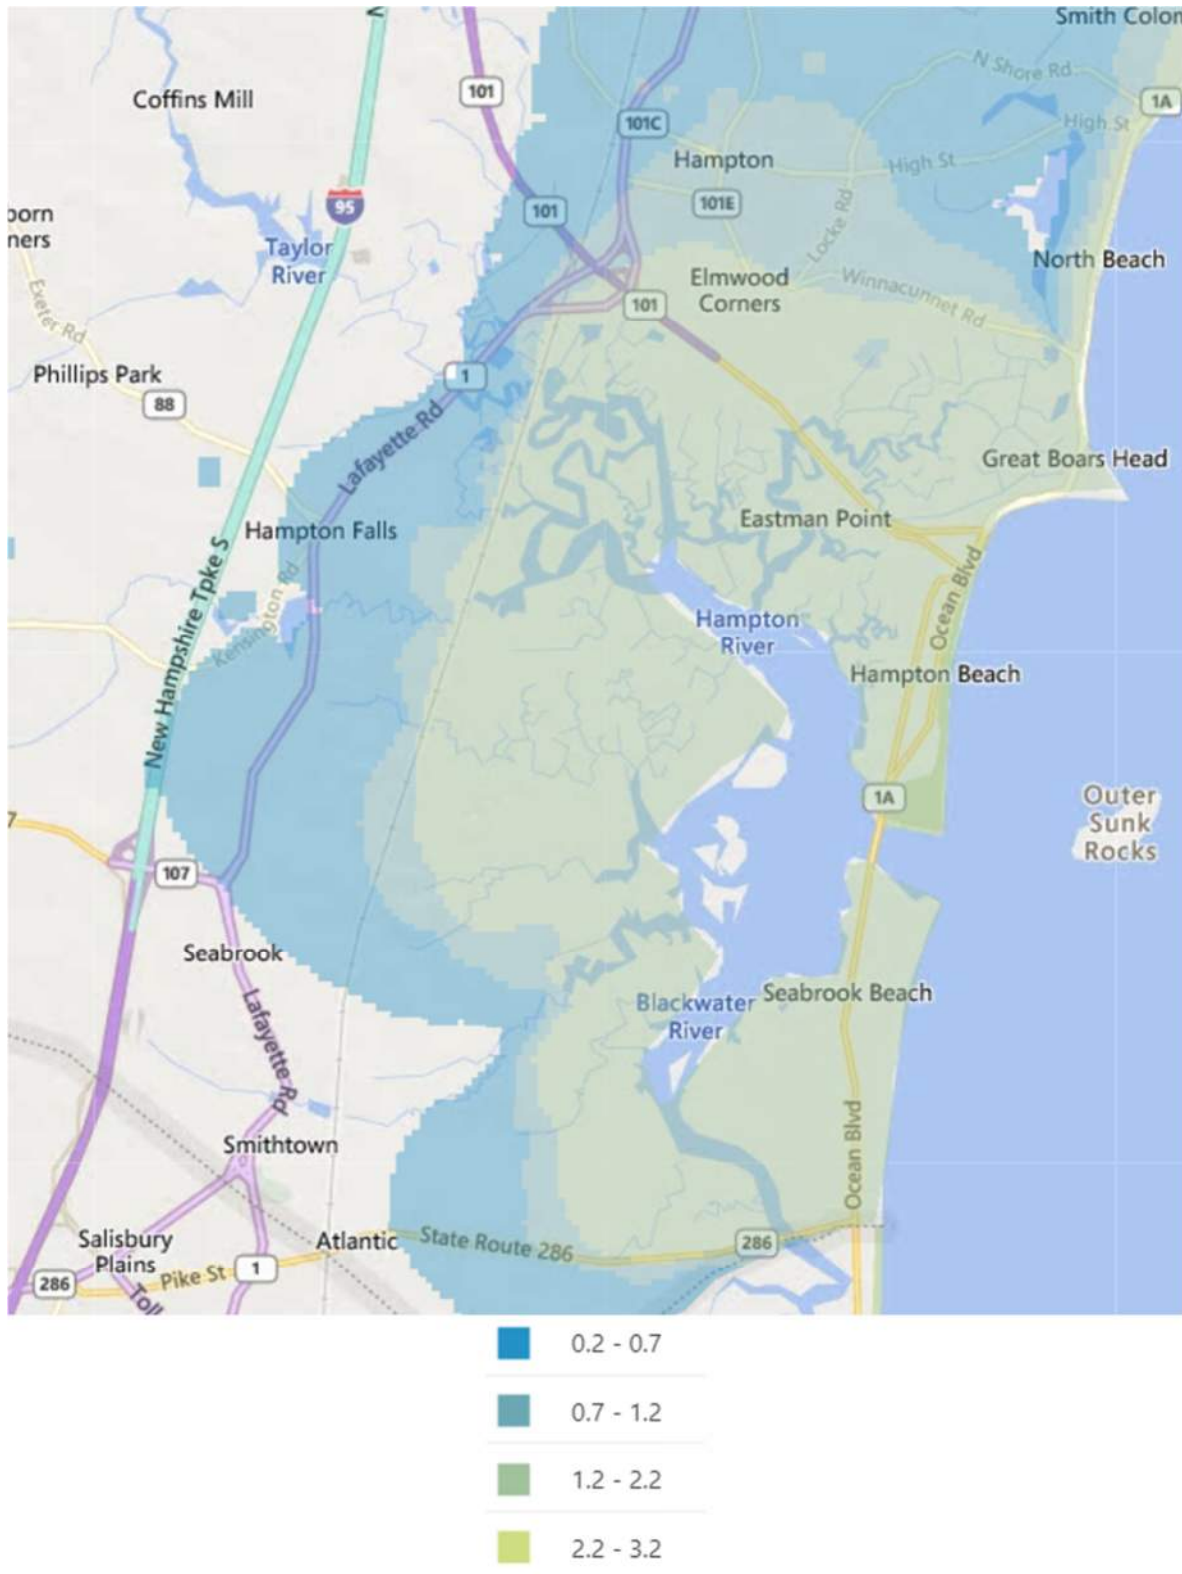 N
Smith Colon
Coffins Mill
101
N Shore Rd
1A
101C
High St
Hampton
High St
95
101
101E
born
ners
Taylor
River
Locke Rd
North Beach
Elmwood
Corners
Winnacunnet Rd
101
Exeter Rd
Phillips Park
1
88
Lafayette Rd
Great Boars Head
Eastman Point
Hampton Falls
Ocean Blvd
New Hampshire Tpke S
Kensington Rd
Hampton
River
Hampton Beach
1A
Outer
Sunk
Rocks
7
107
Seabrook
Lafayette Rd
Blackwater
River
Seabrook Beach
Ocean Blvd
Smithtown
Salisbury
Plains
Atlantic
State Route 286
286
286
Pike St
1
Toll
0.2 - 0.7
0.7 - 1.2
1.2 - 2.2
2.2 - 3.2